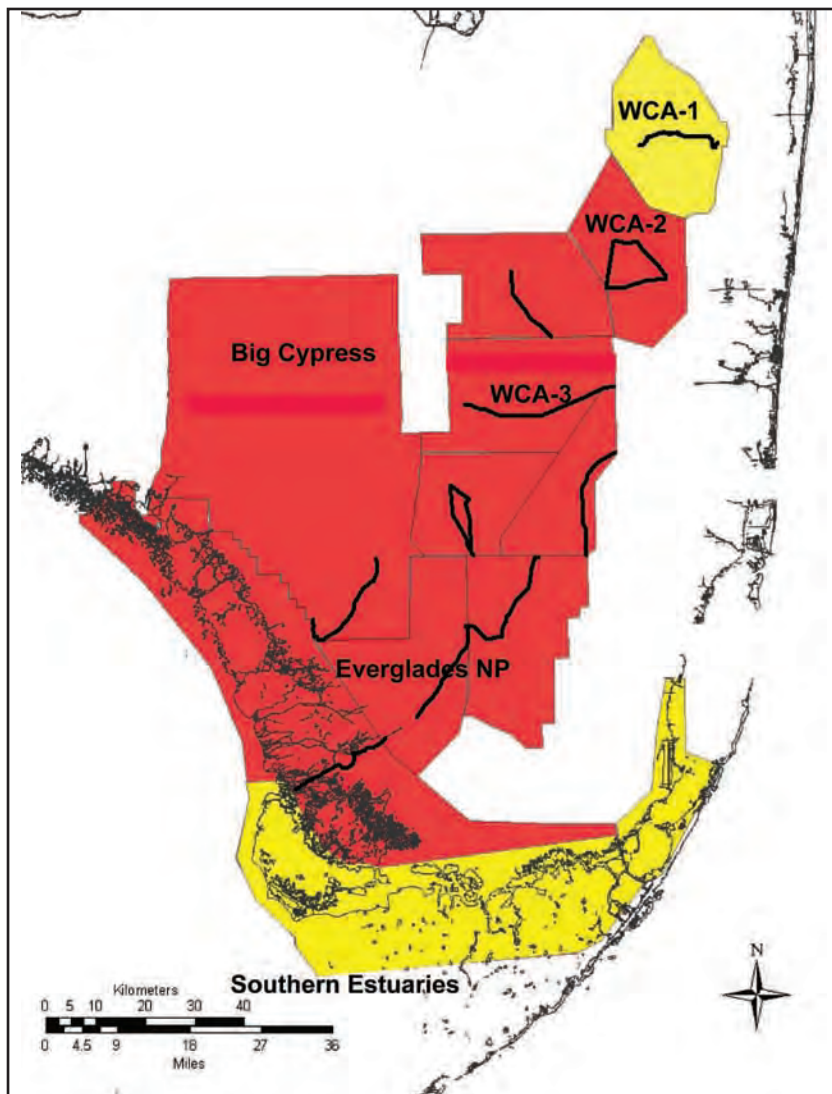 WCA-1
WCA-2
Big Cypress
WCA-3
Everglades NP
N
Southern Estuaries
Kilometers
0 5 10 20 30 40
0 4.5 9 18 27 36
Miles